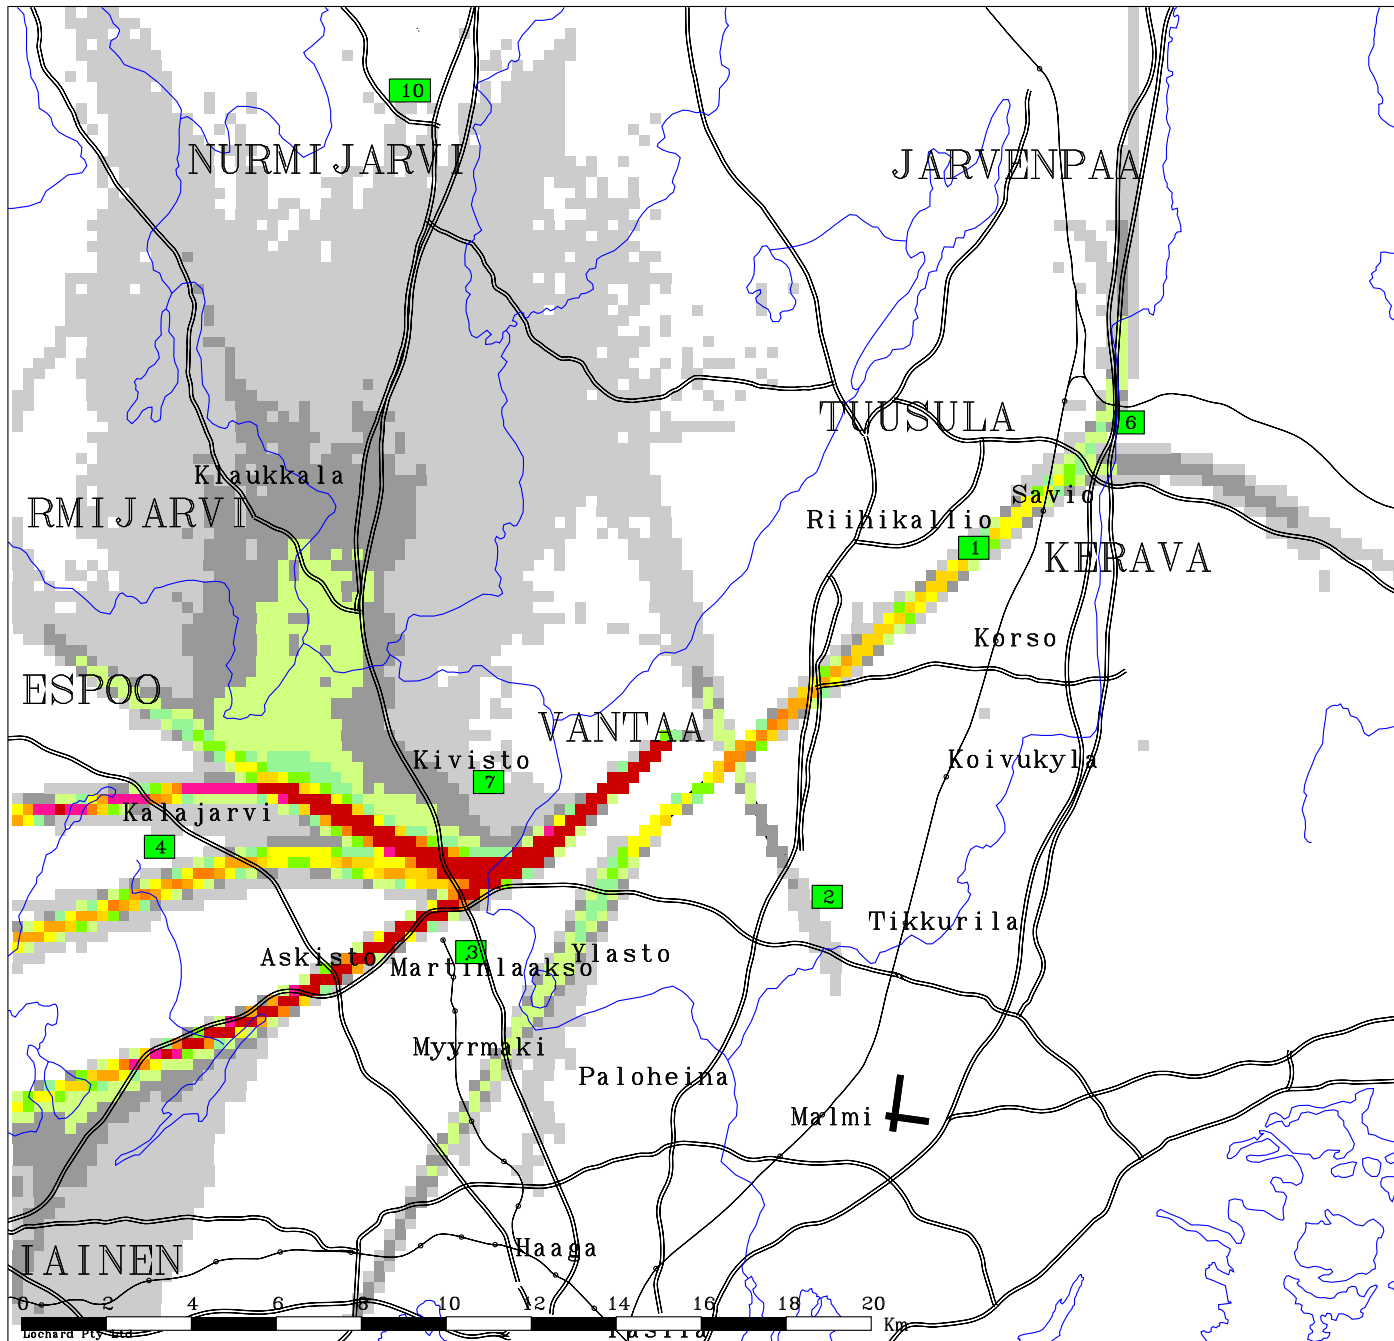 10
NURMIJARVI
JARVENPAA
TUUSULA
6
Klaukkala
Savio
RMIJARVI
Riihikallio
1
KERAVA
Korso
ESPOO
VANTAA
Kivisto
Koivukyla
7
Kalajarvi
4
2
Tikkurila
3
Askisto
Ylasto
Martinlaakso
Myyrmaki
Paloheina
Malmi
Haaga
IAINEN
0 2 4 6 8 10 12 14 16 18 20
Km
Lochard Pty Ltd